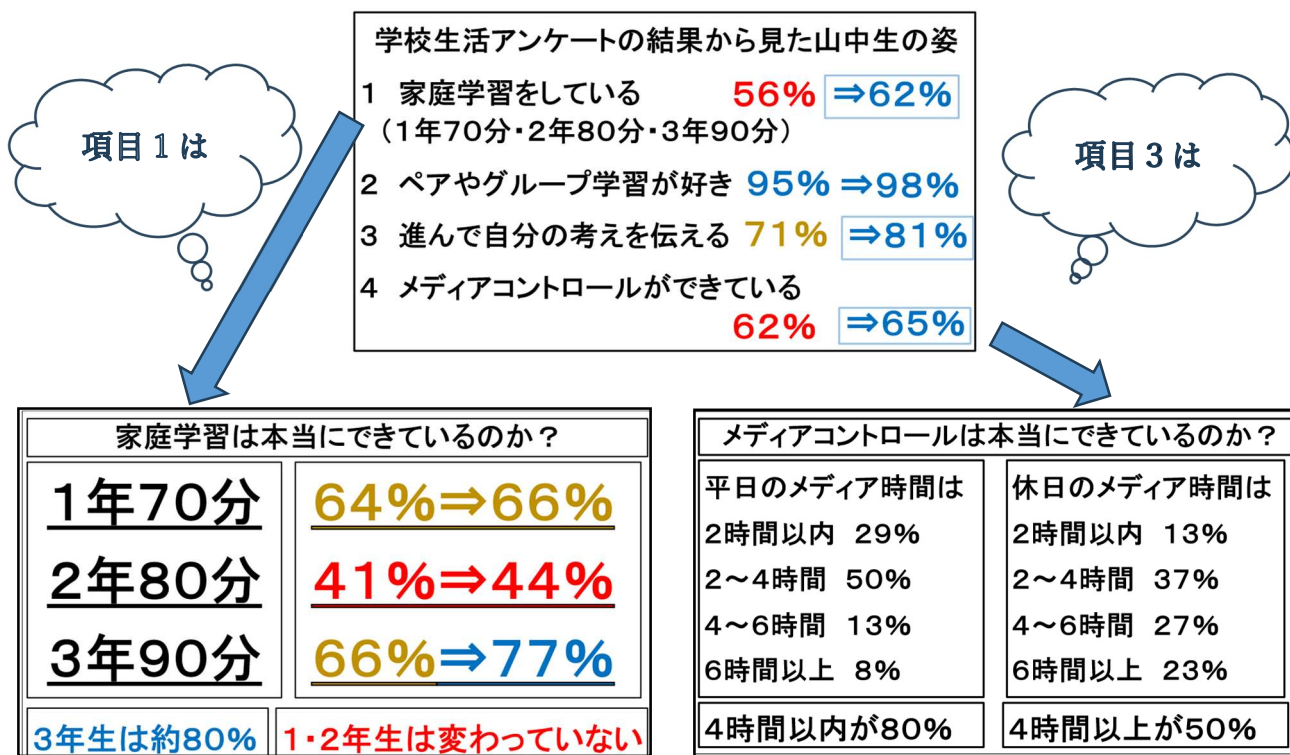 学校生活アンケートの結果から見た山中生の姿
1 家庭学習をしている 56% ⇒62%
（1年70分・2年80分・3年90分）
2 ペアやグループ学習が好き 95% ⇒98%
3 進んで自分の考えを伝える 71% ⇒81%
4 メディアコントロールができている
62% ⇒65%
項目1は
項目3は
家庭学習は本当にできているのか？
1年70分 64%⇒66%
2年80分 41%⇒44%
3年90分 66%⇒77%
3年生は約80% 1・2年生は変わっていない
メディアコントロールは本当にできているのか？
平日のメディア時間は
2時間以内 29%
2～4時間 50%
4～6時間 13%
6時間以上 8%
4時間以内が80%
休日のメディア時間は
2時間以内 13%
2～4時間 37%
4～6時間 27%
6時間以上 23%
4時間以上が50%